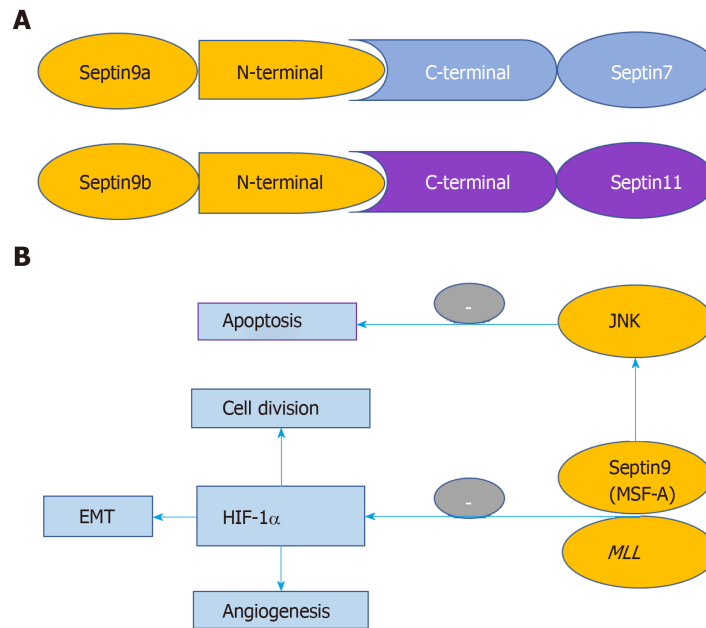 A
Septin9a N-terminal C-terminal Septin7
Septin9b N-terminal C-terminal Septin11
B
-
Apoptosis JNK
Cell division
Septin9
(MSF-A)
-
EMT HIF-1α
MLL
Angiogenesis